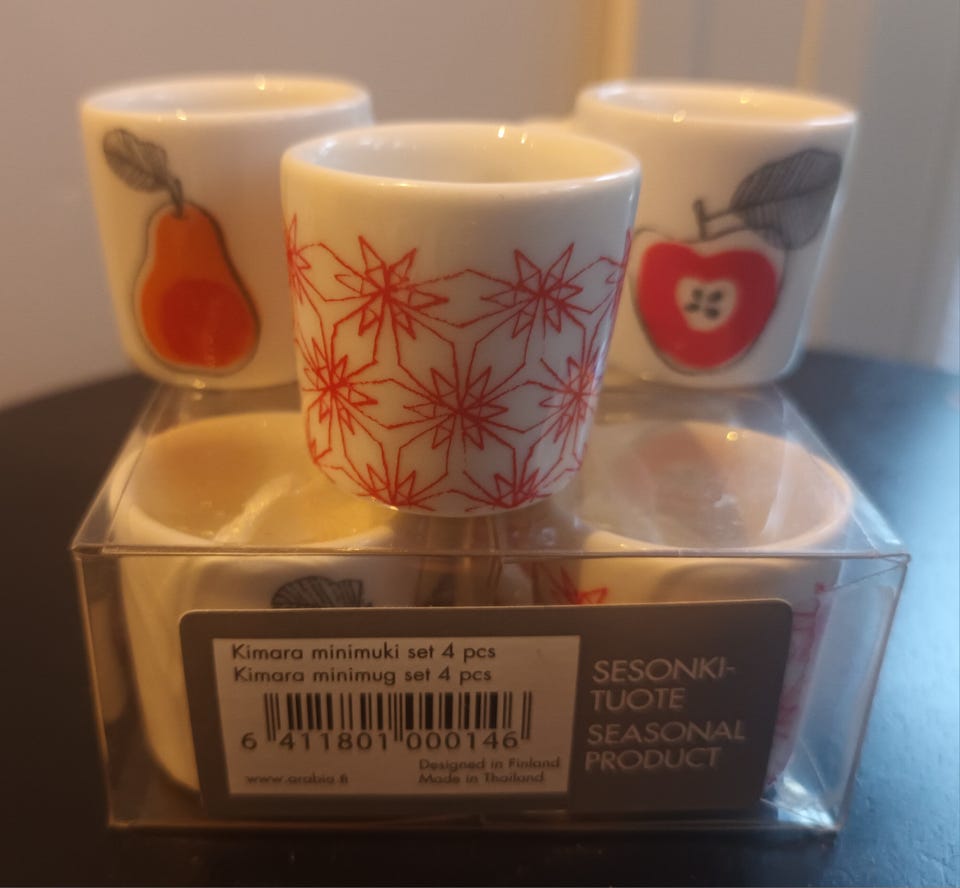 Kimara minimuki set 4 pcs
Kimara minimug set 4 pcs
6 411801 000146
www.arabia.fi
Designed in Finland
Made in Thailand
SESONKI-
TUOTE
SEASONAL
PRODUCT